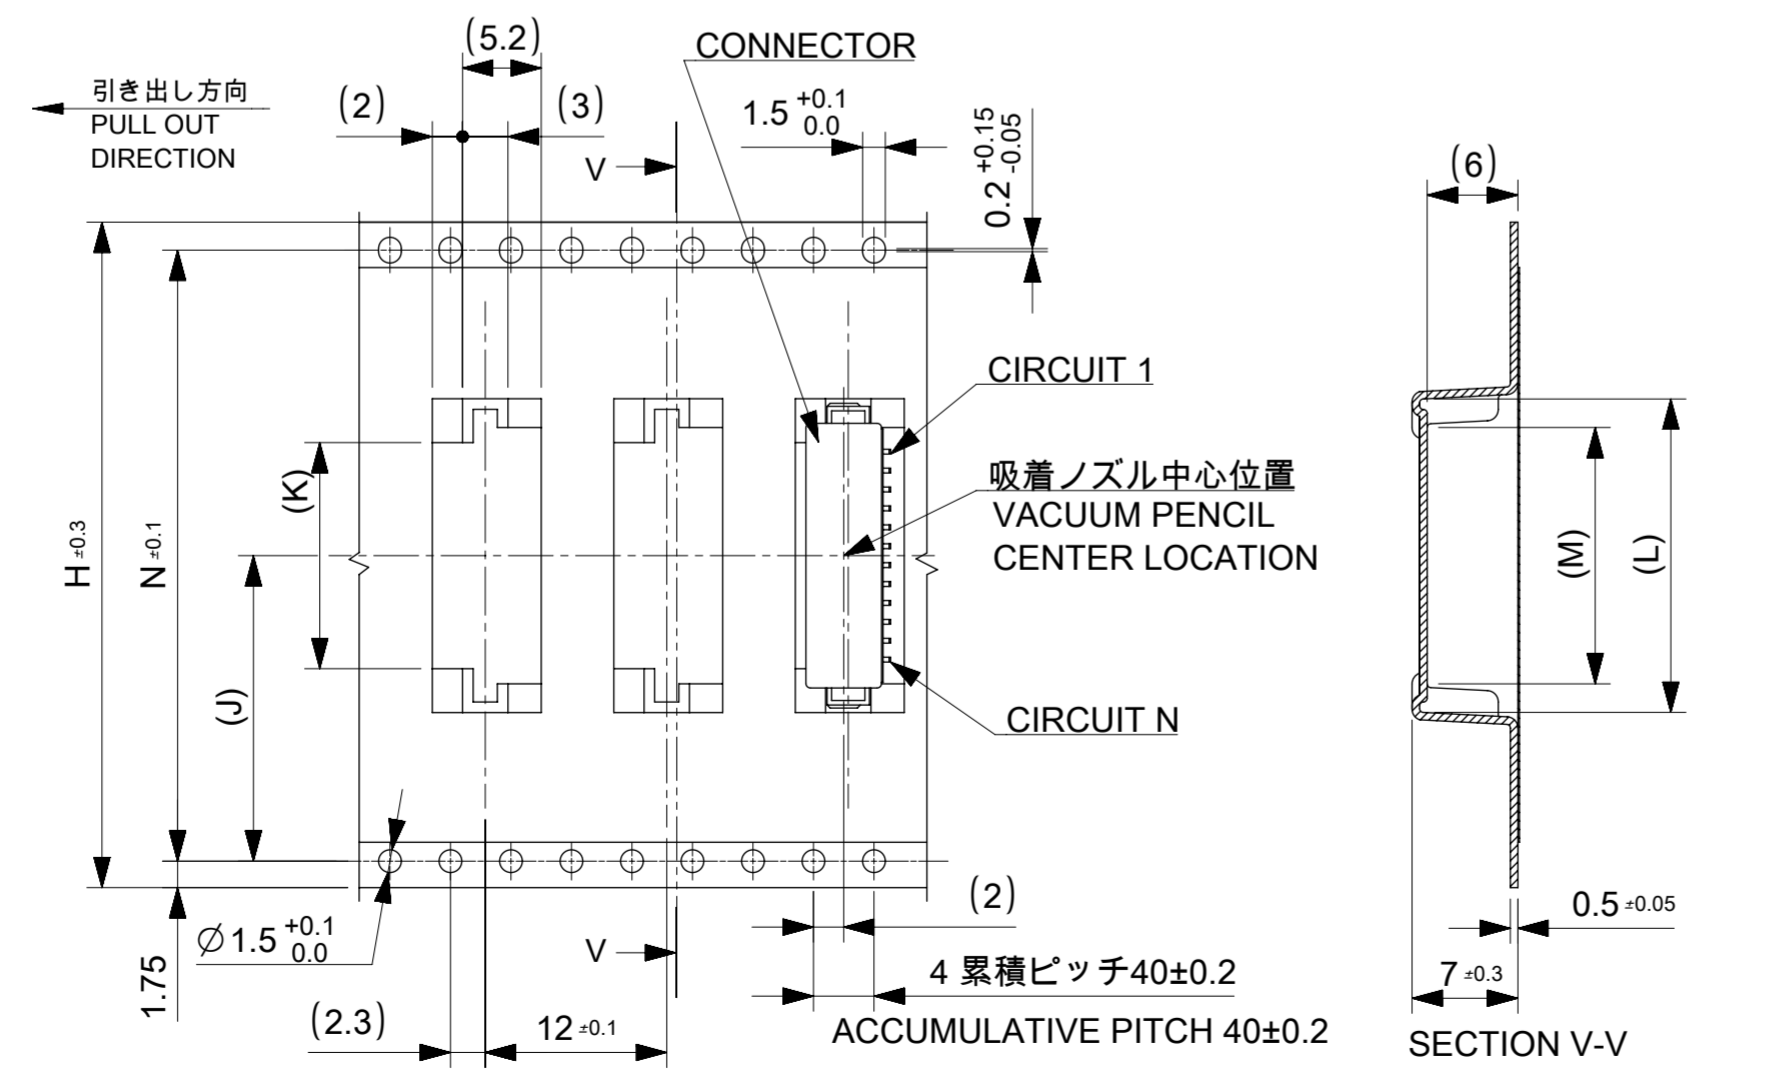 (5.2)
CONNECTOR
引き出し方向
PULL OUT
DIRECTION
(2)
(3)
1.5 +0.1 0.0
0.2 +0.15 -0.05
V
(6)
CIRCUIT 1
吸着ノズル中心位置
VACUUM PENCIL
CENTER LOCATION
(K)
H ±0.3
N ±0.1
(M)
(L)
(J)
CIRCUIT N
(2)
0.5 ±0.05
Ø1.5 +0.1 0.0
V
1.75
4 累積ピッチ40±0.2
7 ±0.3
(2.3)
12 ±0.1
ACCUMULATIVE PITCH 40±0.2
SECTION V-V